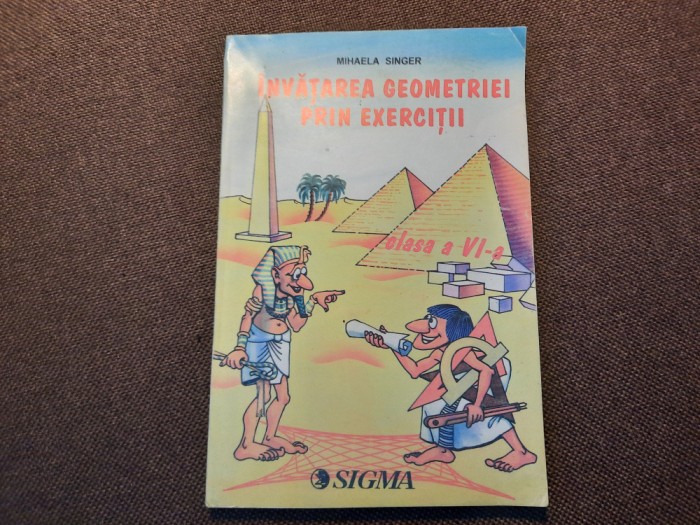 MIHAELA SINGER
ÎNVĂȚAREA GEOMETRIEI
PRIN EXERCIȚII
clasa a VI-a
SIGMA